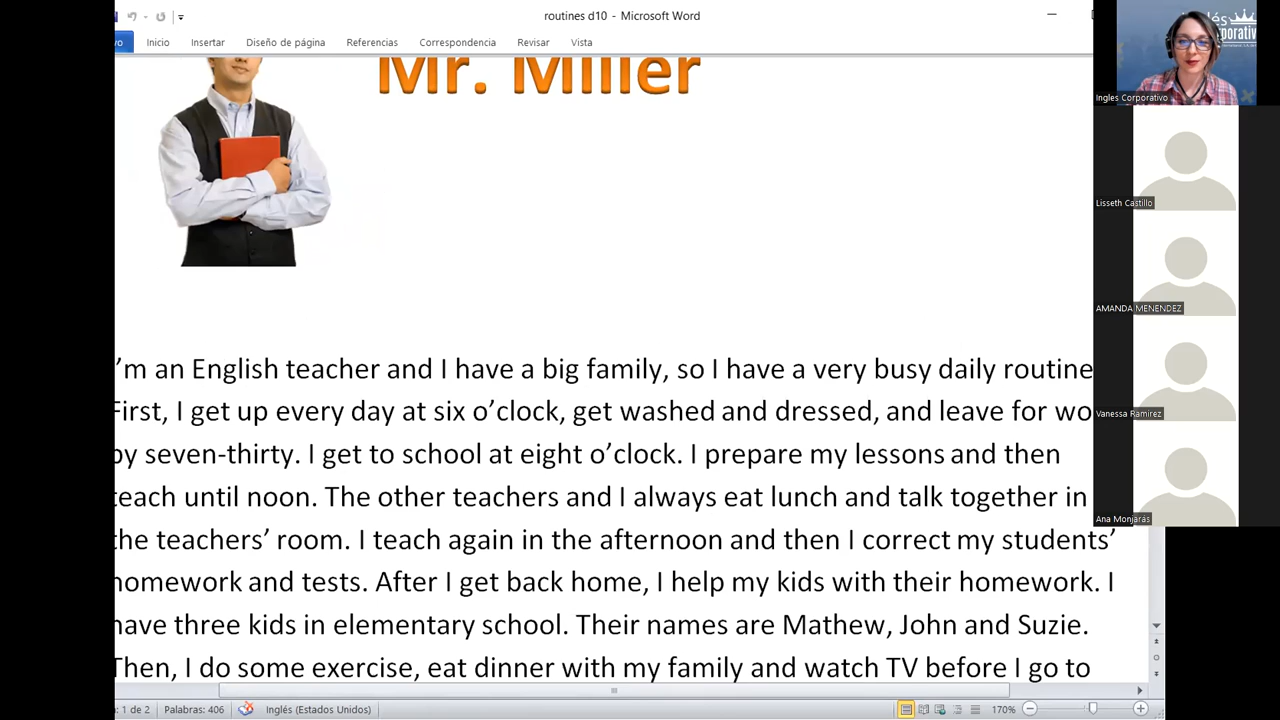 routines d10 - Microsoft Word
Inicio Insertar Diseño de página Referencias Correspondencia Revisar Vista
Mr. Miller
Ingles Corporativo
Lisseth Castillo
AMANDA MENENDEZ
Vanessa Ramirez
Ana Monjarás
I'm an English teacher and I have a big family, so I have a very busy daily routine
First, I get up every day at six o'clock, get washed and dressed, and leave for wo
by seven-thirty. I get to school at eight o'clock. I prepare my lessons and then
teach until noon. The other teachers and I always eat lunch and talk together in
the teachers' room. I teach again in the afternoon and then I correct my students'
homework and tests. After I get back home, I help my kids with their homework. I
have three kids in elementary school. Their names are Mathew, John and Suzie.
Then, I do some exercise, eat dinner with my family and watch TV before I go to
: 1 de 2 Palabras: 406 Inglés (Estados Unidos) 170%